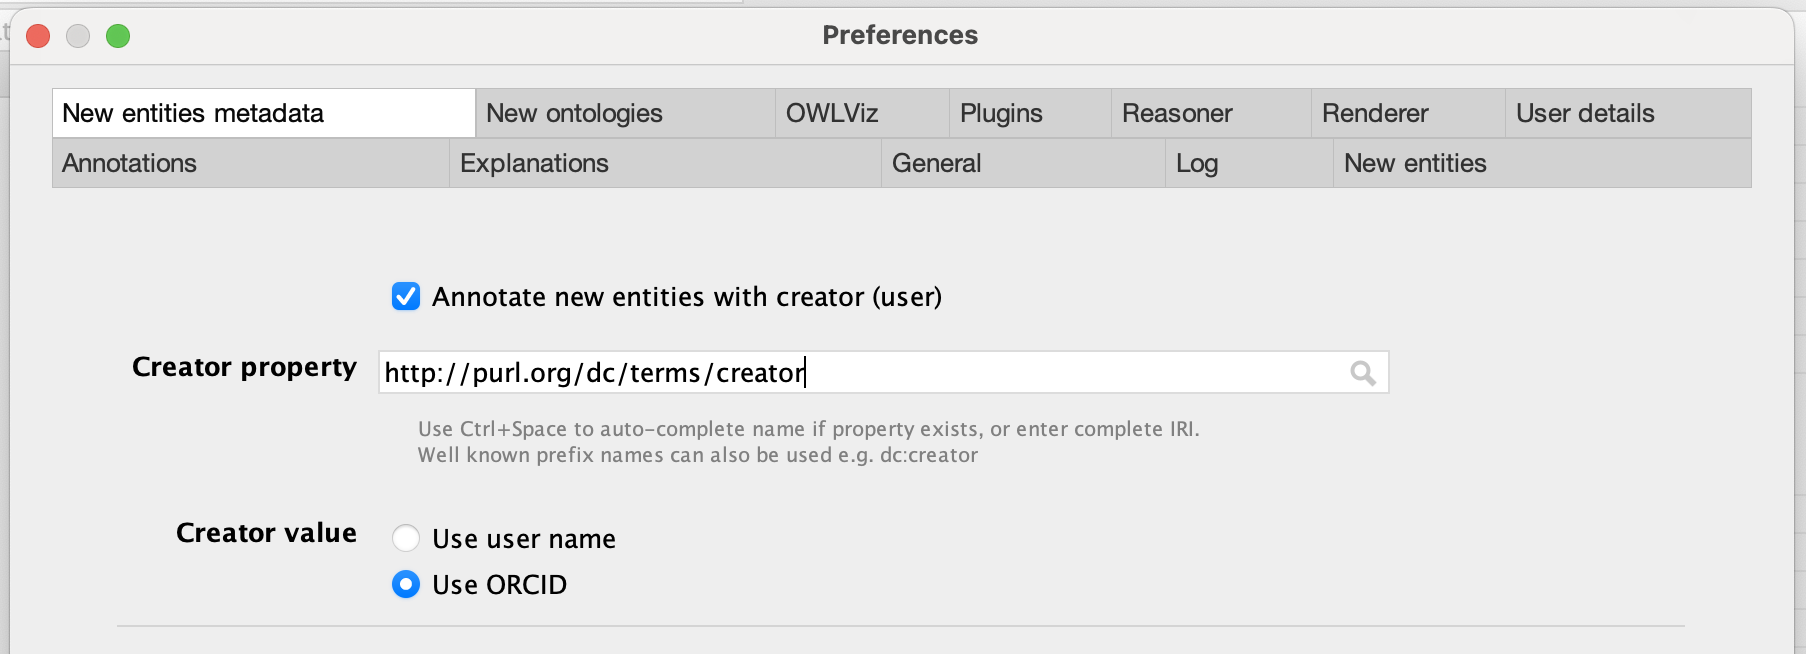 Preferences
New entities metadata New ontologies OWLViz Plugins Reasoner Renderer User details
Annotations Explanations General Log New entities
Annotate new entities with creator (user)
Creator property http://purl.org/dc/terms/creator
Use Ctrl+Space to auto-complete name if property exists, or enter complete IRI.
Well known prefix names can also be used e.g. dc:creator
Creator value Use user name
Use ORCID